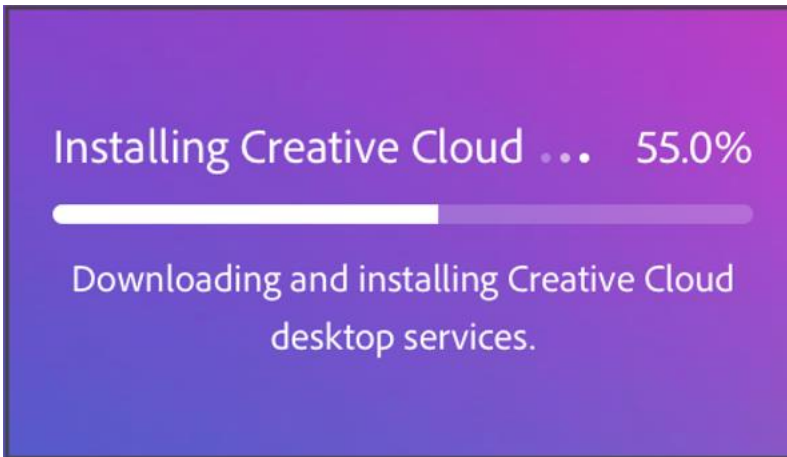 Installing Creative Cloud ... 55.0%
Downloading and installing Creative Cloud
desktop services.